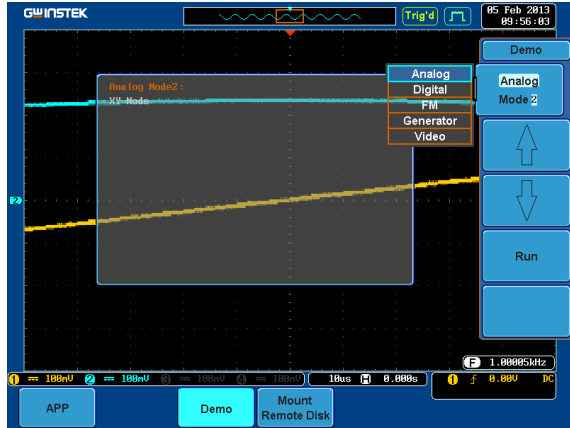 GWINSTEK
Trig'd
05 Feb 2013
09:56:03
Demo
Analog
Mode 2
Analog Mode2:
XY Mode
Analog
Digital
FM
Generator
Video
2
Run
F 1.00005kHz
1 100mV 2 100mV 3 100mV 4 100mV 10us H 0.000s 1 0.00V DC
APP
Demo
Mount
Remote Disk